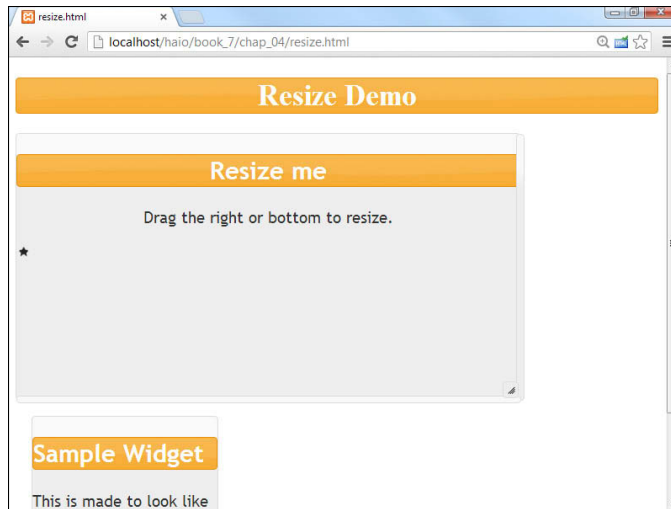 resize.html
localhost/haio/book_7/chap_04/resize.html
Resize Demo
Resize me
Drag the right or bottom to resize.
Sample Widget
This is made to look like